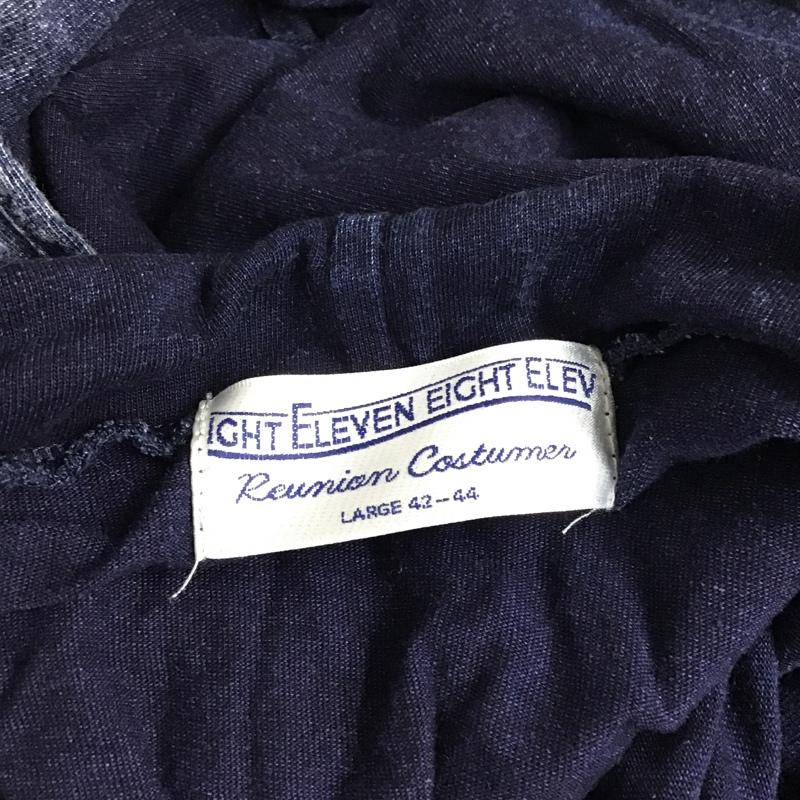 IGHT ELEVEN EIGHT ELEV
Reunion Costumer
LARGE 42-44